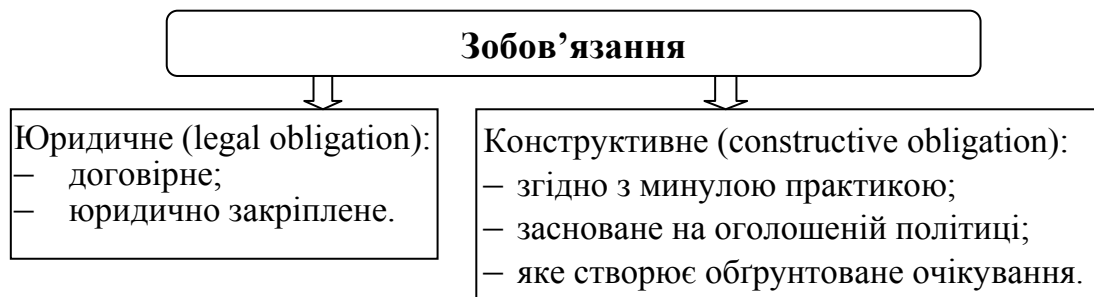 Зобов’язання
Юридичне (legal obligation):
– договірне;
– юридично закріплене.
Конструктивне (constructive obligation):
– згідно з минулою практикою;
– засноване на оголошеній політиці;
– яке створює обґрунтоване очікування.